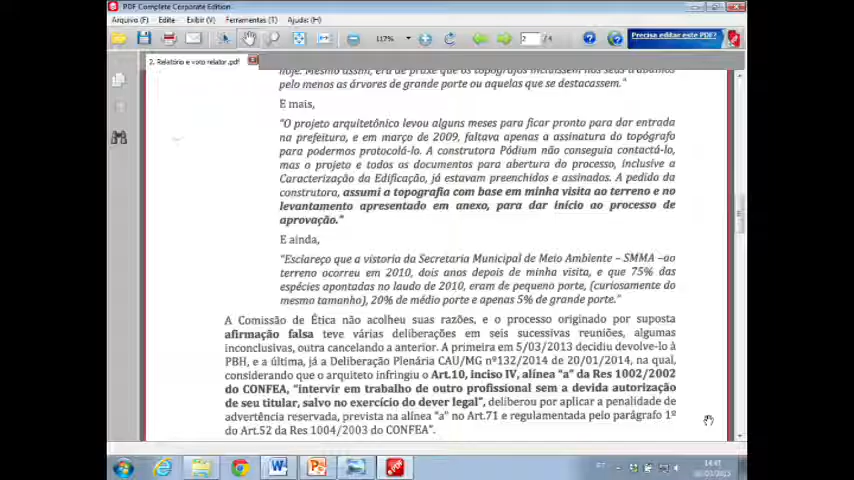 PDF Complete Corporate Edition
Arquivo (F) Edite Exibir (V) Ferramentas (T) Ajuda: (H)
117% 2 / 4 Precisa editar este PDF?
2. Relatório e voto relator.pdf
hoje. Mesmo assim, era de praxe que os topógrafos incluíssem nos seus trabalhos
pelo menos as árvores de grande porte ou aquelas que se destacassem."
E mais,
"O projeto arquitetônico levou alguns meses para ficar pronto para dar entrada
na prefeitura, e em março de 2009, faltava apenas a assinatura do topógrafo
para podermos protocolá-lo. A construtora Pódium não conseguia contactá-lo,
mas o projeto e todos os documentos para abertura do processo, inclusive a
Caracterização da Edificação, já estavam preenchidos e assinados. A pedido da
construtora, assumi a topografia com base em minha visita ao terreno e no
levantamento apresentado em anexo, para dar início ao processo de
aprovação."
E ainda,
"Esclareço que a vistoria da Secretaria Municipal de Meio Ambiente – SMMA –ao
terreno ocorreu em 2010, dois anos depois de minha visita, e que 75% das
espécies apontadas no laudo de 2010, eram de pequeno porte, (curiosamente do
mesmo tamanho), 20% de médio porte e apenas 5% de grande porte."
A Comissão de Ética não acolheu suas razões, e o processo originado por suposta
afirmação falsa teve várias deliberações em seis sucessivas reuniões, algumas
inconclusivas, outra cancelando a anterior. A primeira em 5/03/2013 decidiu devolve-lo à
PBH, e a última, já a Deliberação Plenária CAU/MG nº132/2014 de 20/01/2014, na qual,
considerando que o arquiteto infringiu o Art.10, inciso IV, alínea "a" da Res 1002/2002
do CONFEA, "intervir em trabalho de outro profissional sem a devida autorização
de seu titular, salvo no exercício do dever legal", deliberou por aplicar a penalidade de
advertência reservada, prevista na alínea "a" no Art.71 e regulamentada pelo parágrafo 1º
do Art.52 da Res 1004/2003 do CONFEA".
PT 14:41